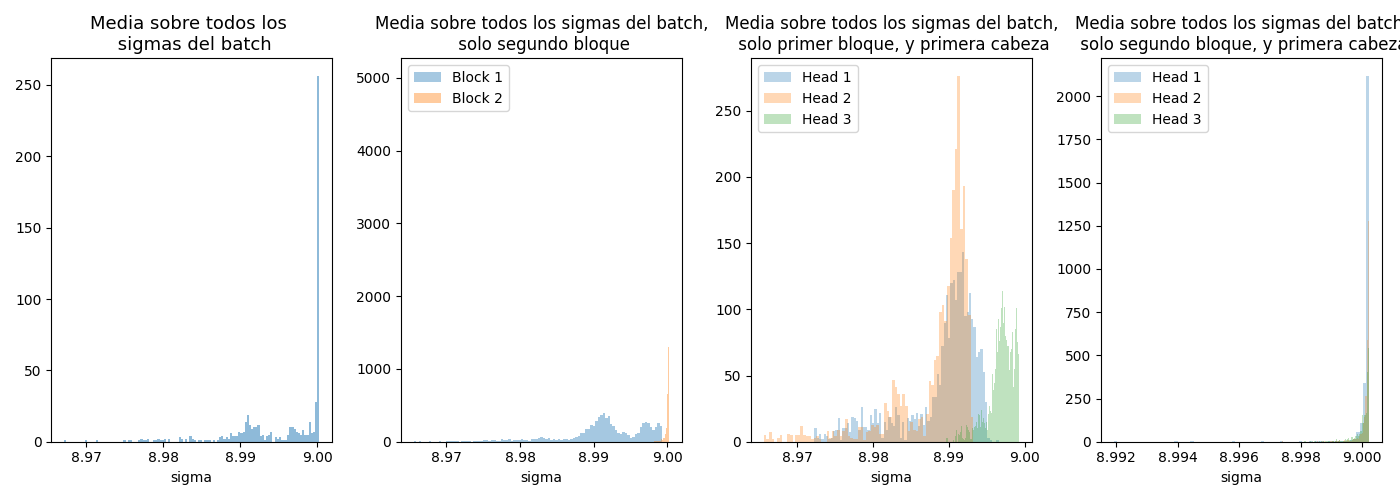 Media sobre todos los
sigmas del batch
250
200
150
100
50
0
8.97 8.98 8.99 9.00
sigma
Media sobre todos los sigmas del batch,
solo segundo bloque
Block 1
Block 2
5000
4000
3000
2000
1000
0
8.97 8.98 8.99 9.00
sigma
Media sobre todos los sigmas del batch,
solo primer bloque, y primera cabeza
Head 1
Head 2
Head 3
250
200
150
100
50
0
8.97 8.98 8.99 9.00
sigma
Media sobre todos los sigmas del batch
solo segundo bloque, y primera cabeza
Head 1
Head 2
Head 3
2000
1750
1500
1250
1000
750
500
250
0
8.992 8.994 8.996 8.998 9.000
sigma